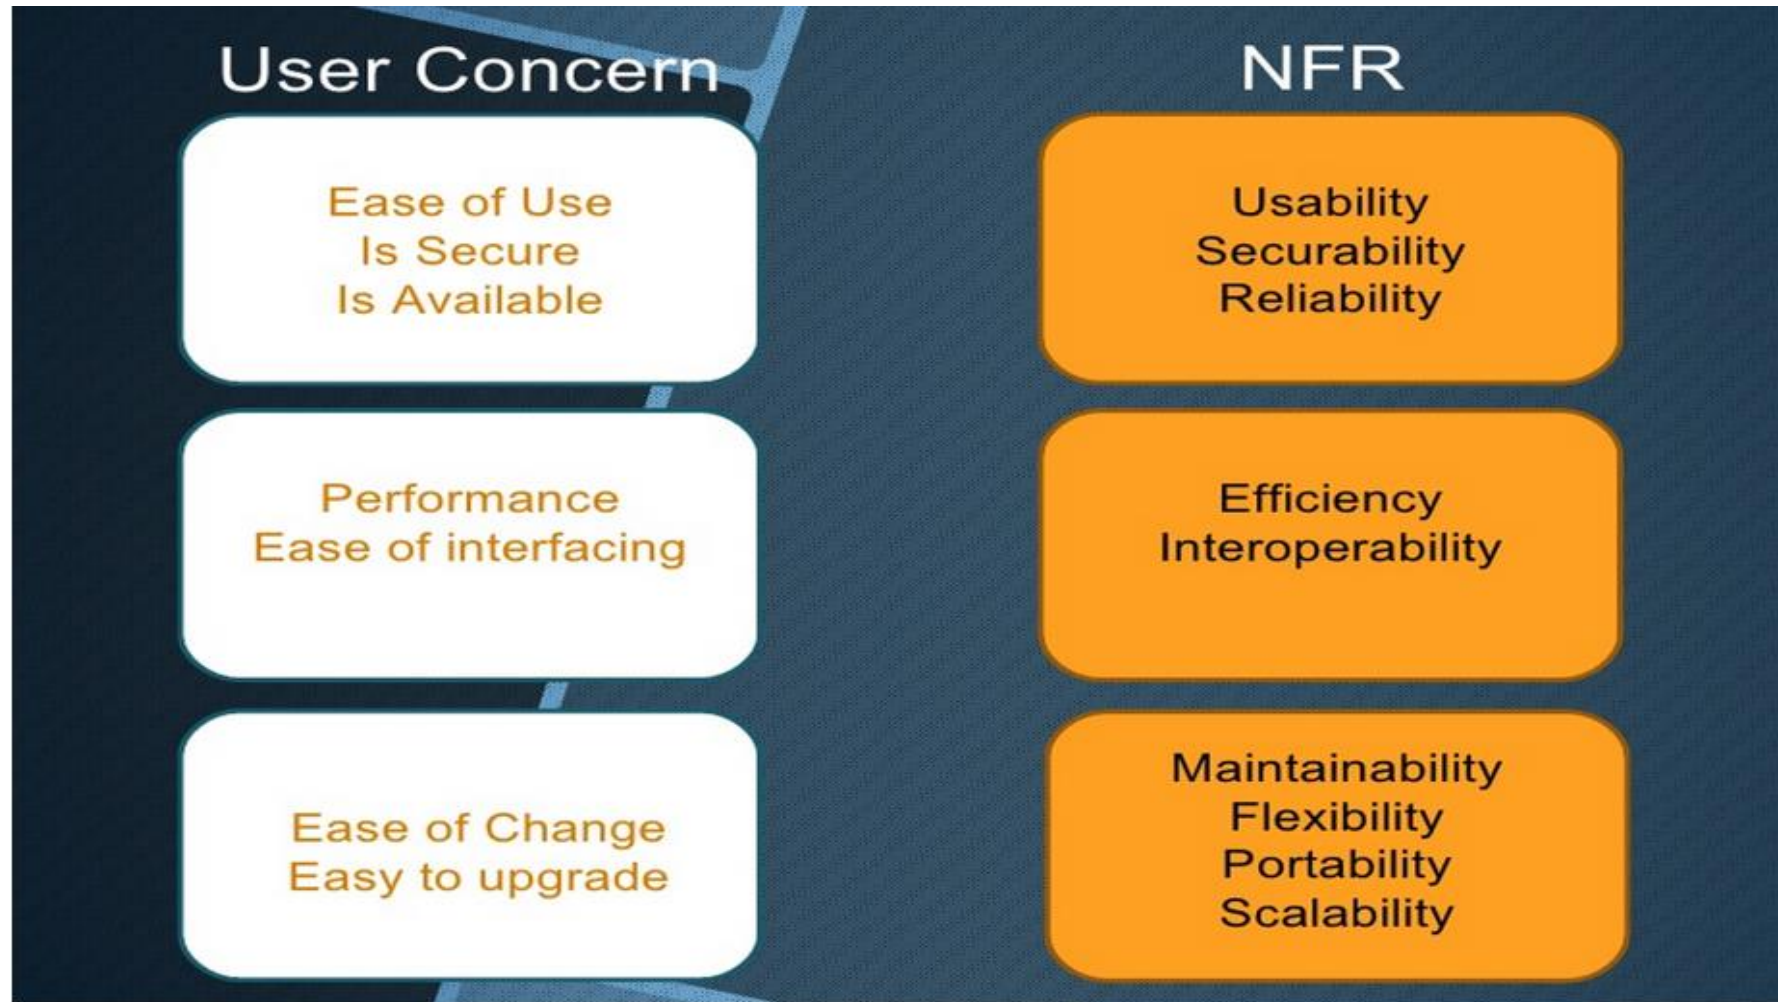 User Concern
NFR
Ease of Use
Is Secure
Is Available
Usability
Securability
Reliability
Performance
Ease of interfacing
Efficiency
Interoperability
Ease of Change
Easy to upgrade
Maintainability
Flexibility
Portability
Scalability